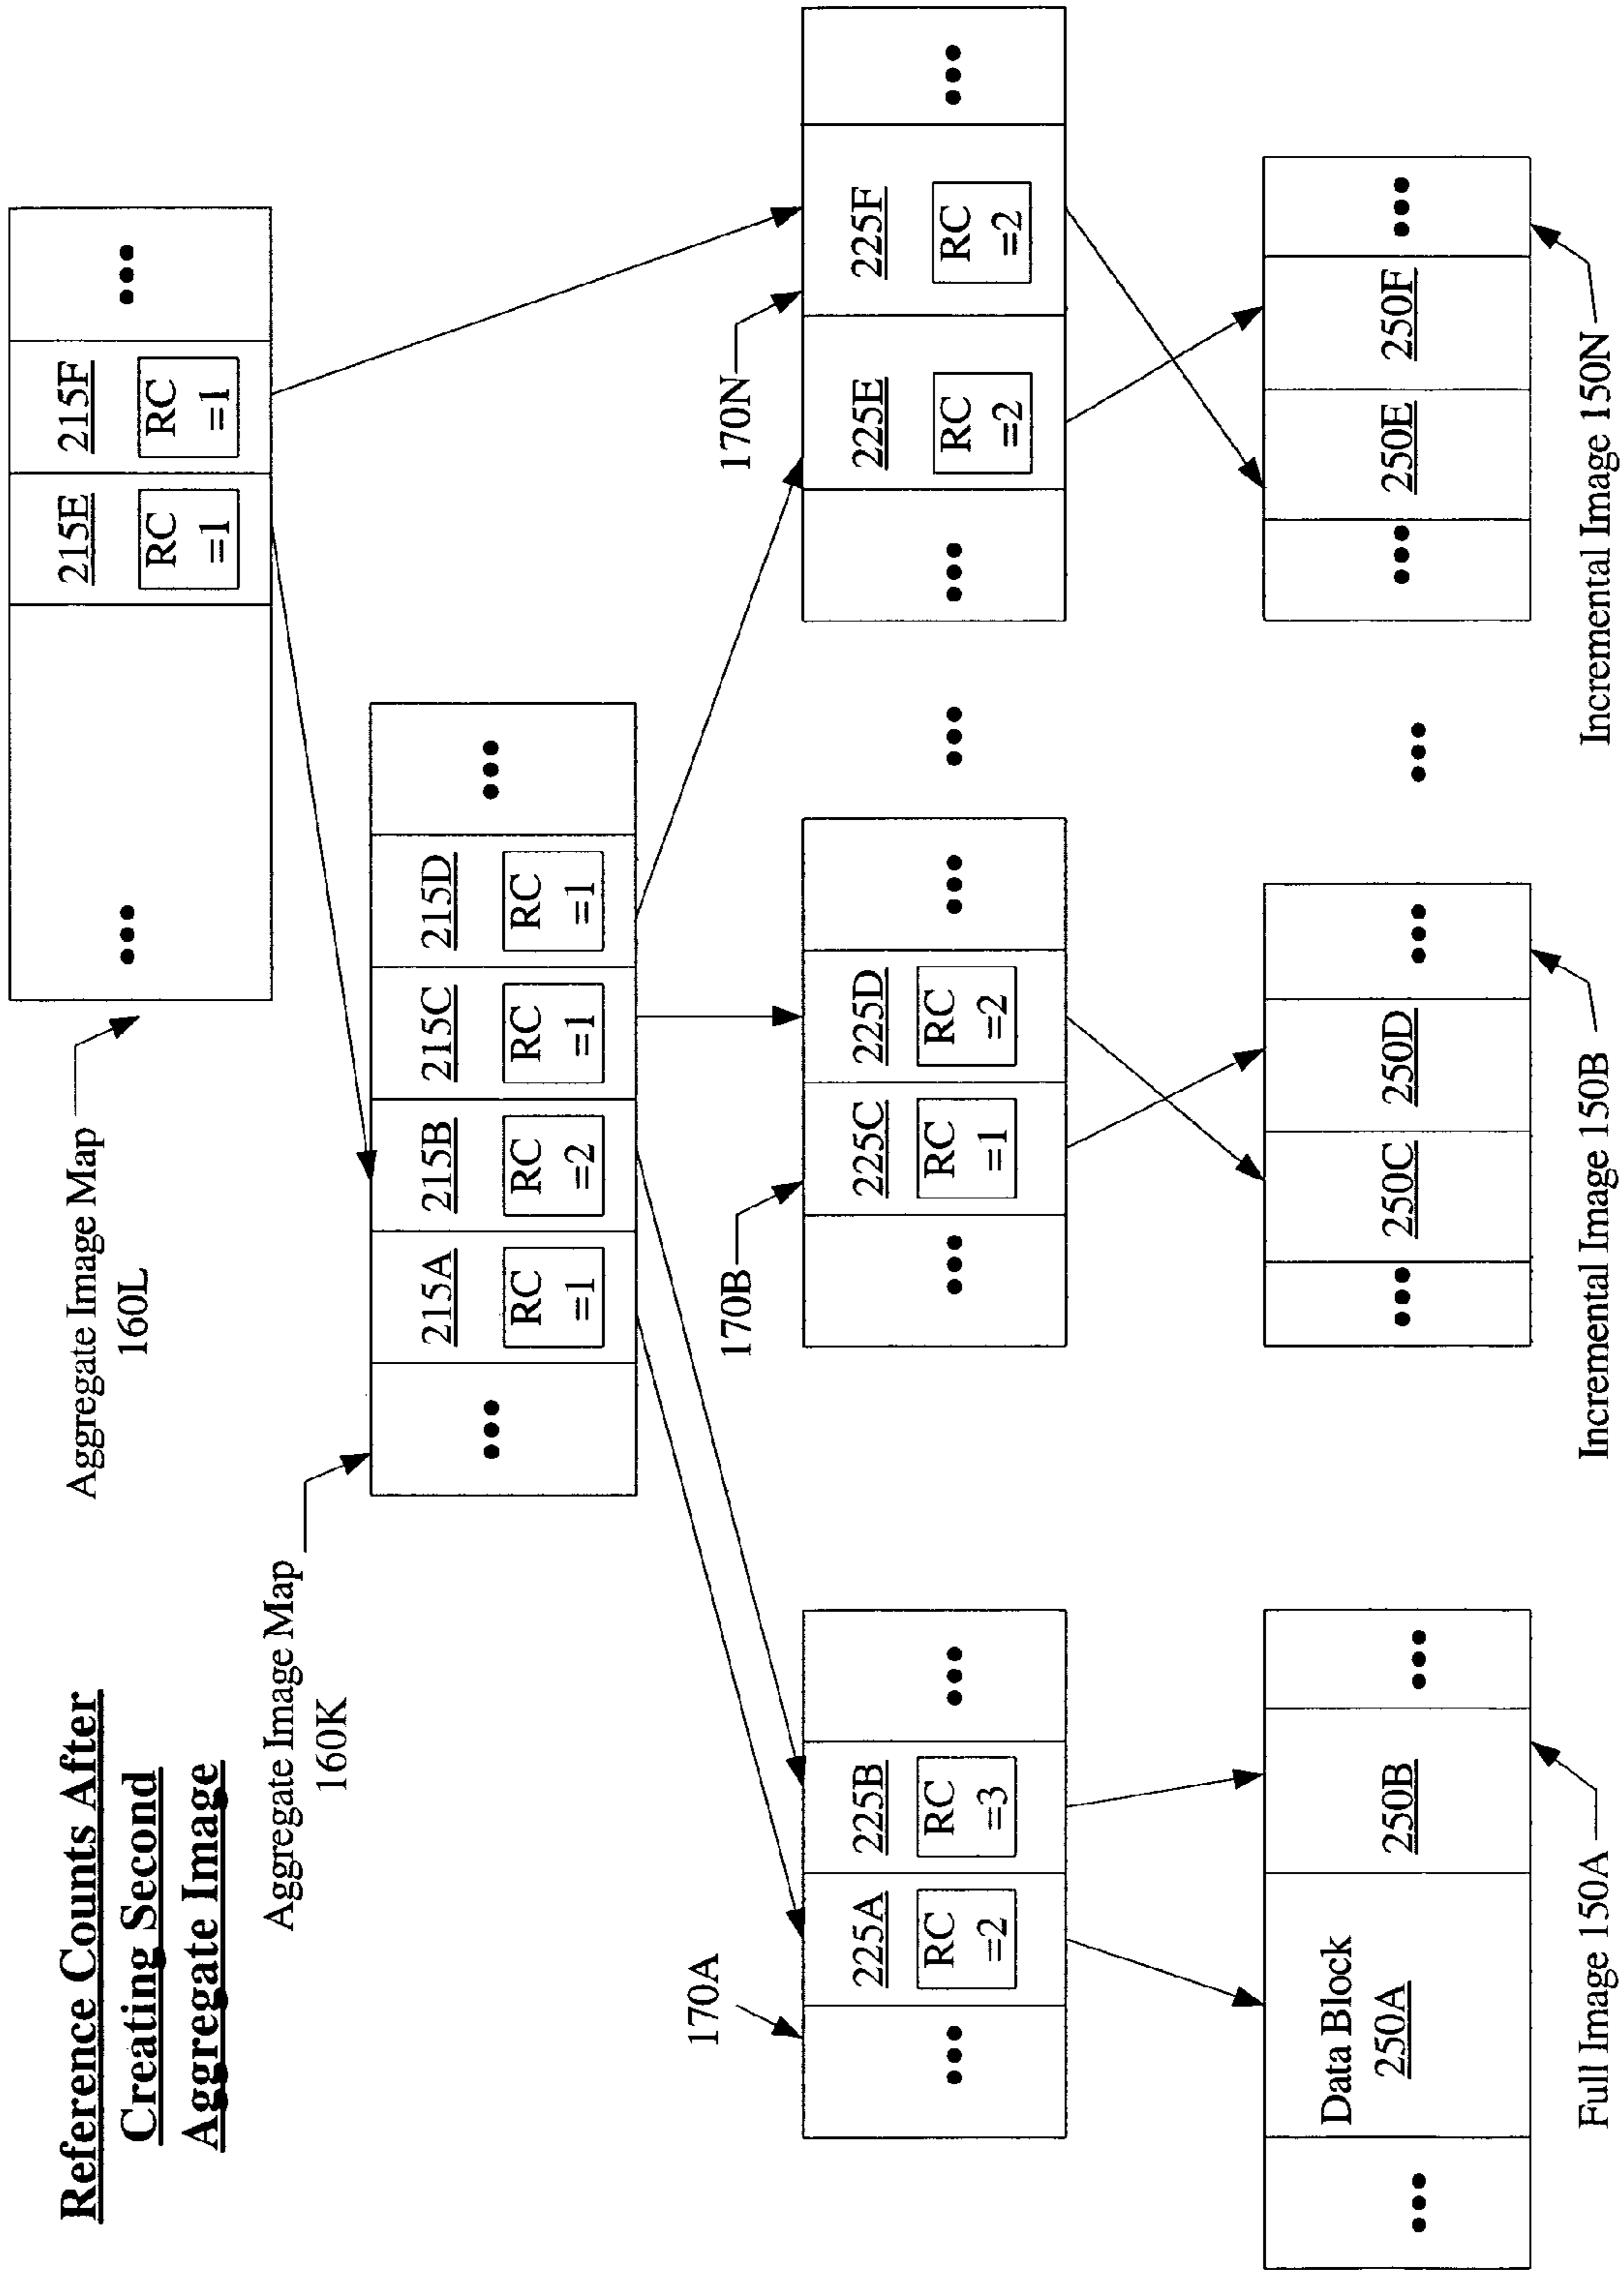 Reference Counts After
Creating Second
Aggregate Image
Aggregate Image Map
160L
215E
RC
=1
215F
RC
=1
•••
•••
Aggregate Image Map
160K
•••
215A
RC
=1
215B
RC
=2
215C
RC
=1
215D
RC
=1
•••
170A
•••
225A
RC
=2
225B
RC
=3
•••
170B
•••
225C
RC
=1
225D
RC
=2
•••
•••
170N
•••
225E
RC
=2
225F
RC
=2
•••
•••
Data Block
250A
250B
•••
Full Image 150A
•••
250C
250D
•••
Incremental Image 150B
•••
•••
250E
250F
•••
Incremental Image 150N